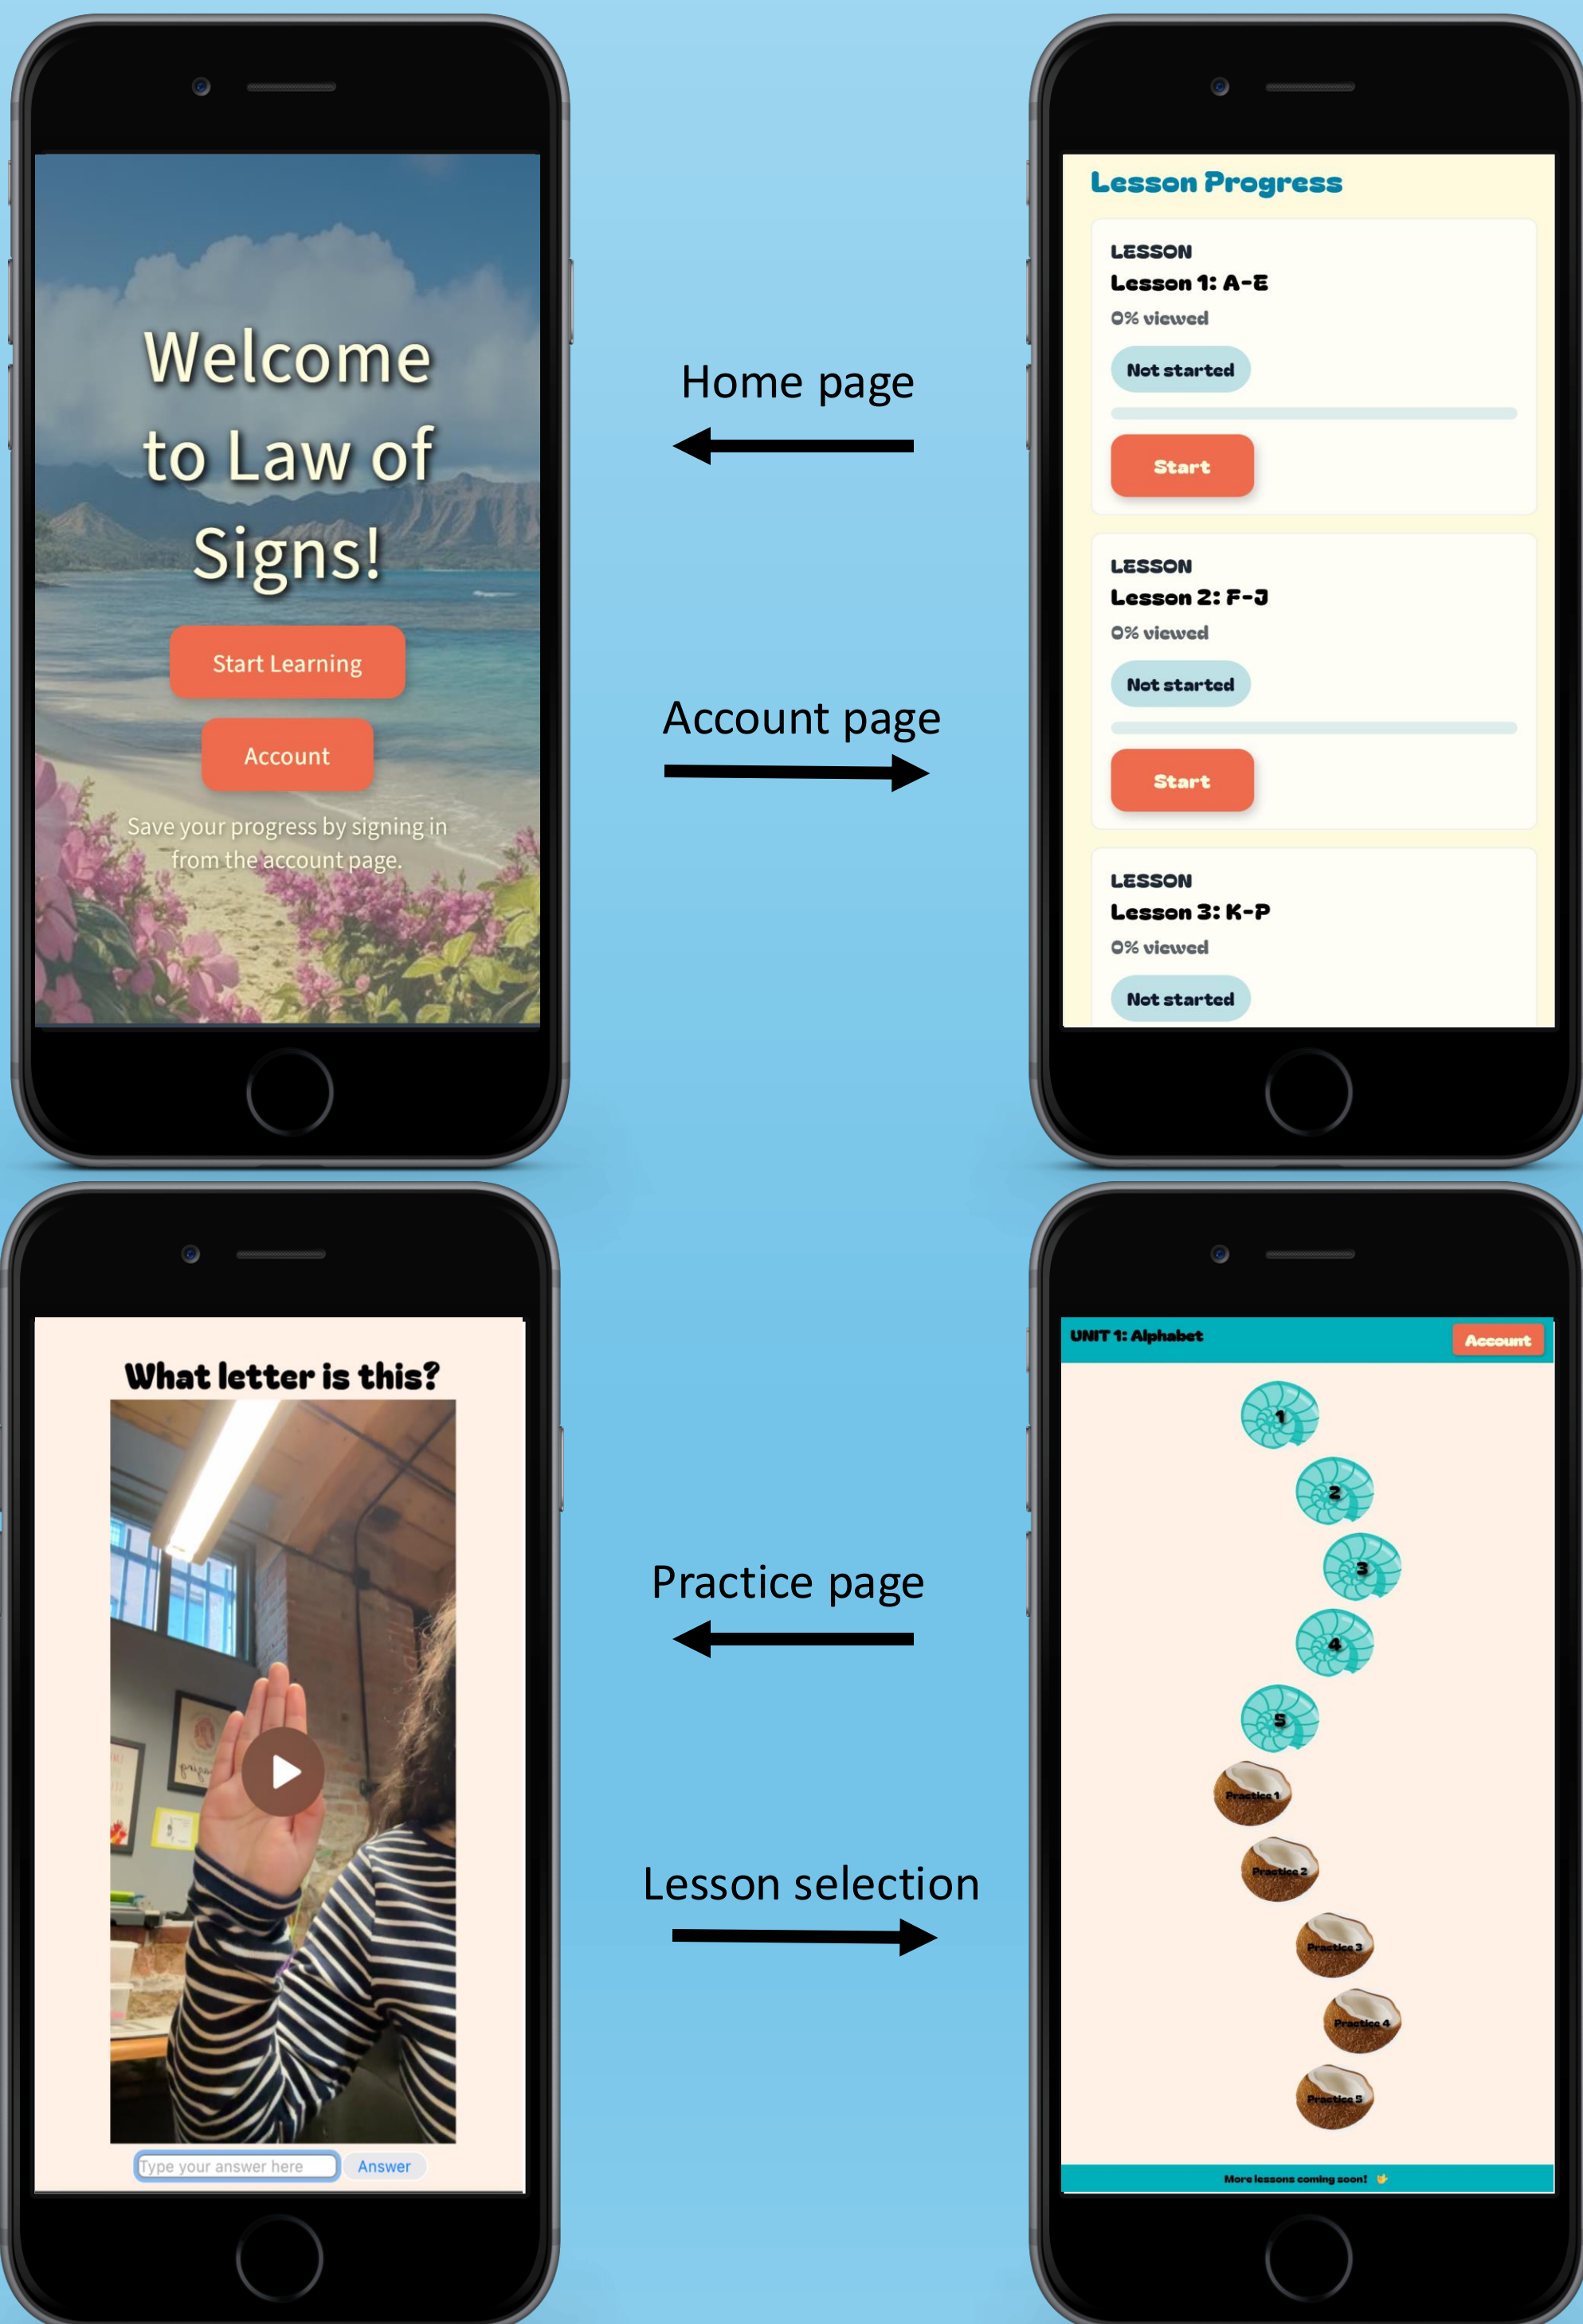 Welcome
to Law of
Signs!
Start Learning
Account
Save your progress by signing in
from the account page.
Home page
Account page
Lesson Progress
LESSON
Lesson 1: A-E
0% viewed
Not started
Start
LESSON
Lesson 2: F-J
0% viewed
Not started
Start
LESSON
Lesson 3: K-P
0% viewed
Not started
What letter is this?
Type your answer here
Answer
Practice page
Lesson selection
UNIT 1: Alphabet
Account
1
2
3
4
5
Practice 1
Practice 2
Practice 3
Practice 4
Practice 5
More lessons coming soon! 🤟